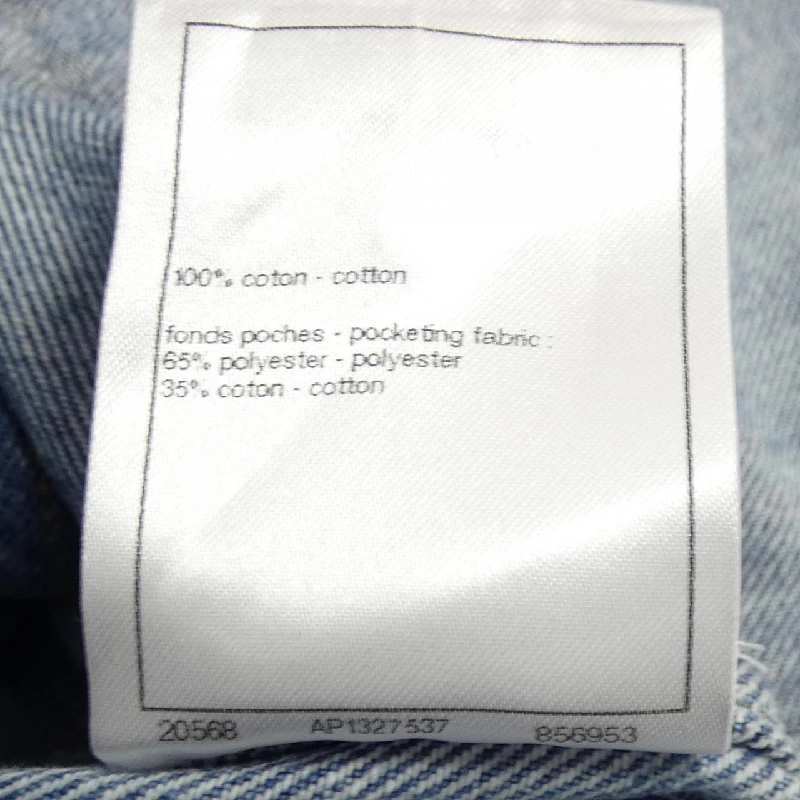 100% coton - cotton
fonds poches - pocketing fabric :
65% polyester - polyester
35% coton - cotton
20568 AP1327537 856953